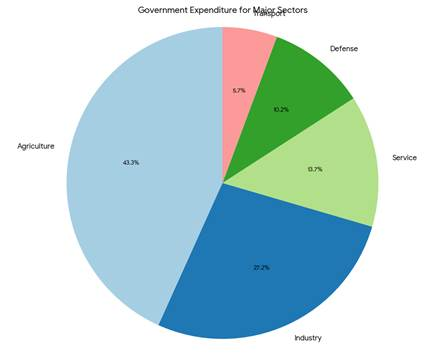 Government Expenditure for Major Sectors
Transport
Defense
5.7%
10.2%
Agriculture
43.3%
Service
13.7%
27.2%
Industry